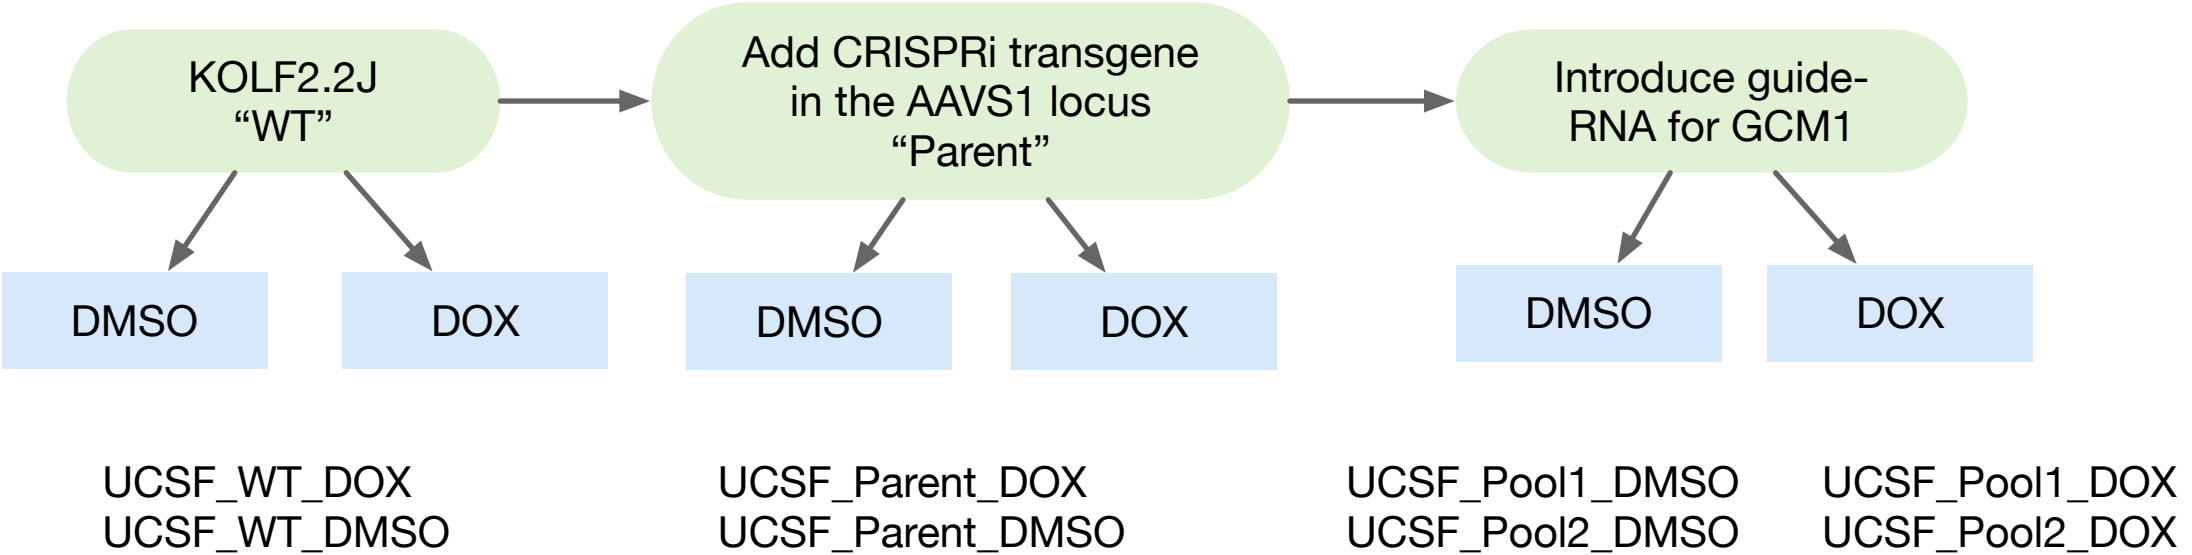 KOLF2.2J
“WT”
Add CRISPRi transgene
in the AAVS1 locus
“Parent”
Introduce guide-
RNA for GCM1
DMSO
DOX
DMSO
DOX
DMSO
DOX
UCSF_WT_DOX
UCSF_WT_DMSO
UCSF_Parent_DOX
UCSF_Parent_DMSO
UCSF_Pool1_DMSO
UCSF_Pool2_DMSO
UCSF_Pool1_DOX
UCSF_Pool2_DOX